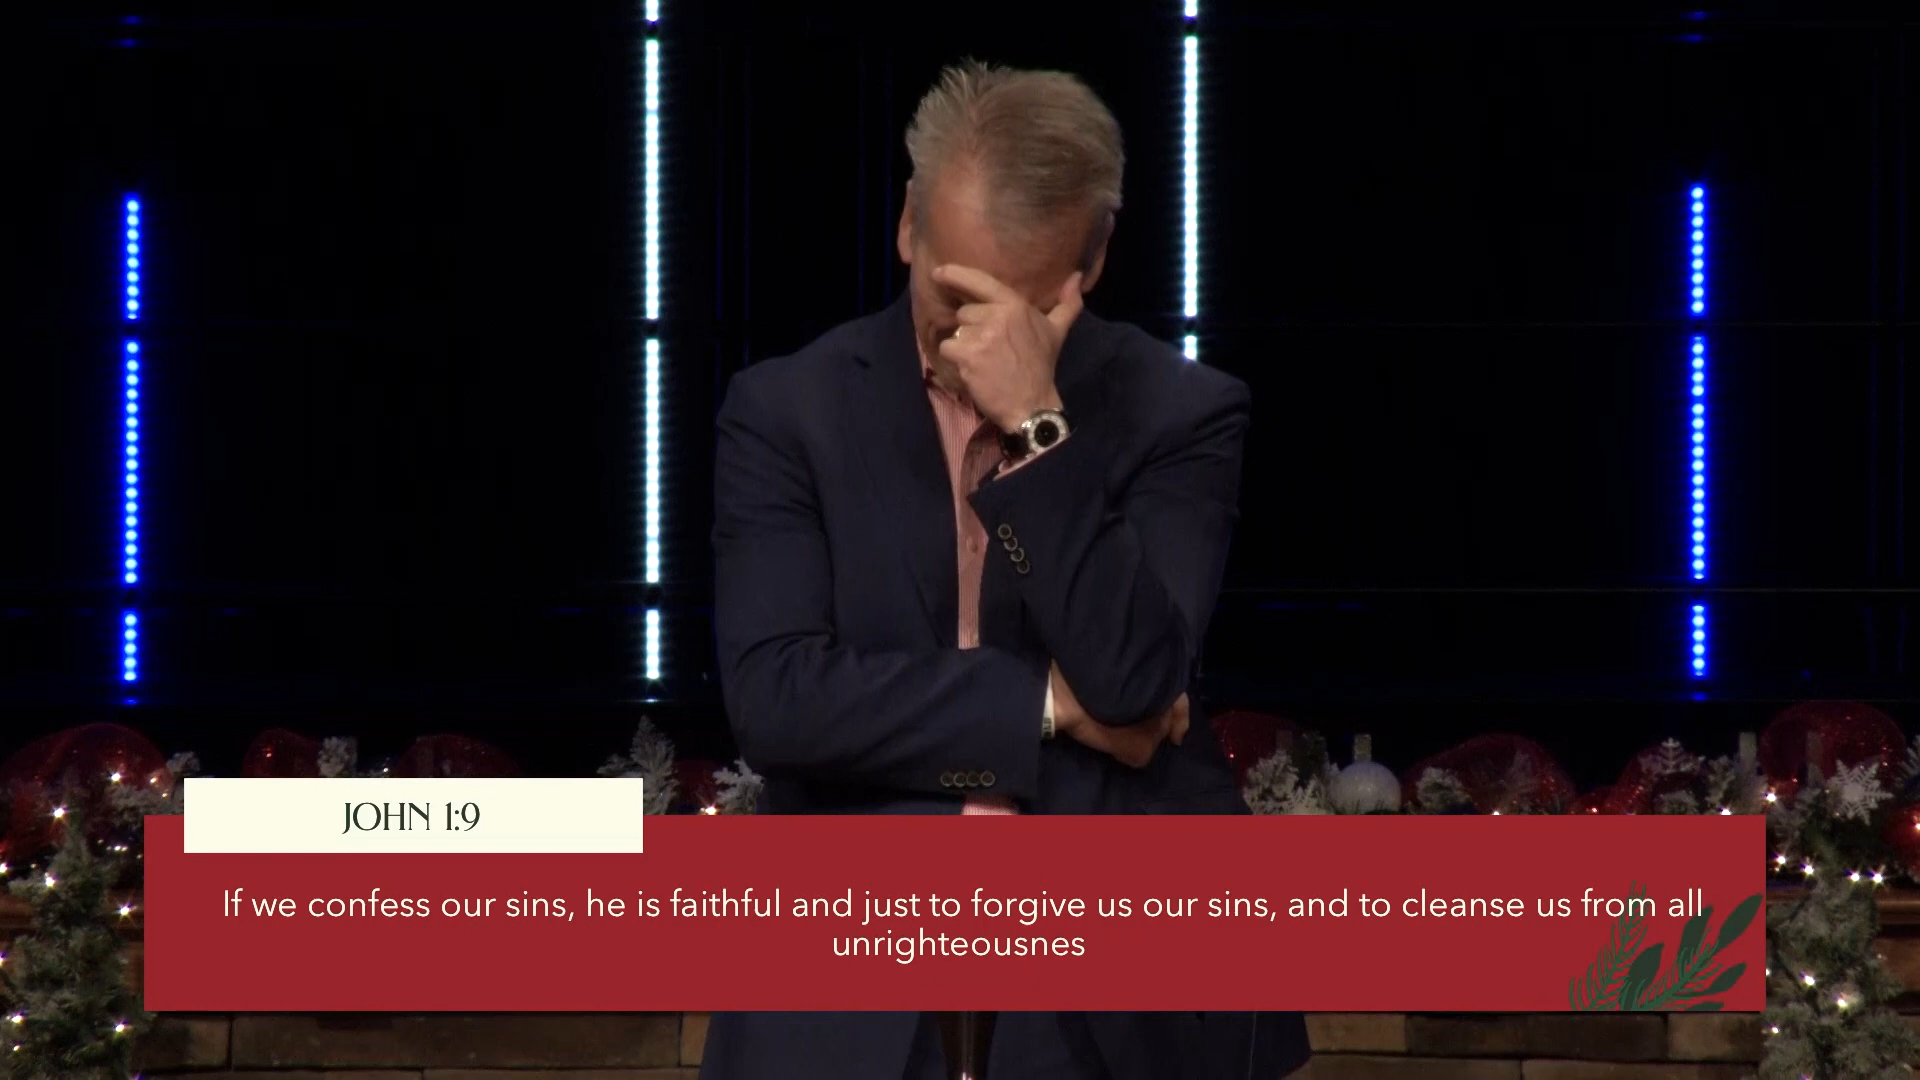 JOHN 1:9
If we confess our sins, he is faithful and just to forgive us our sins, and to cleanse us from all
unrighteousnes